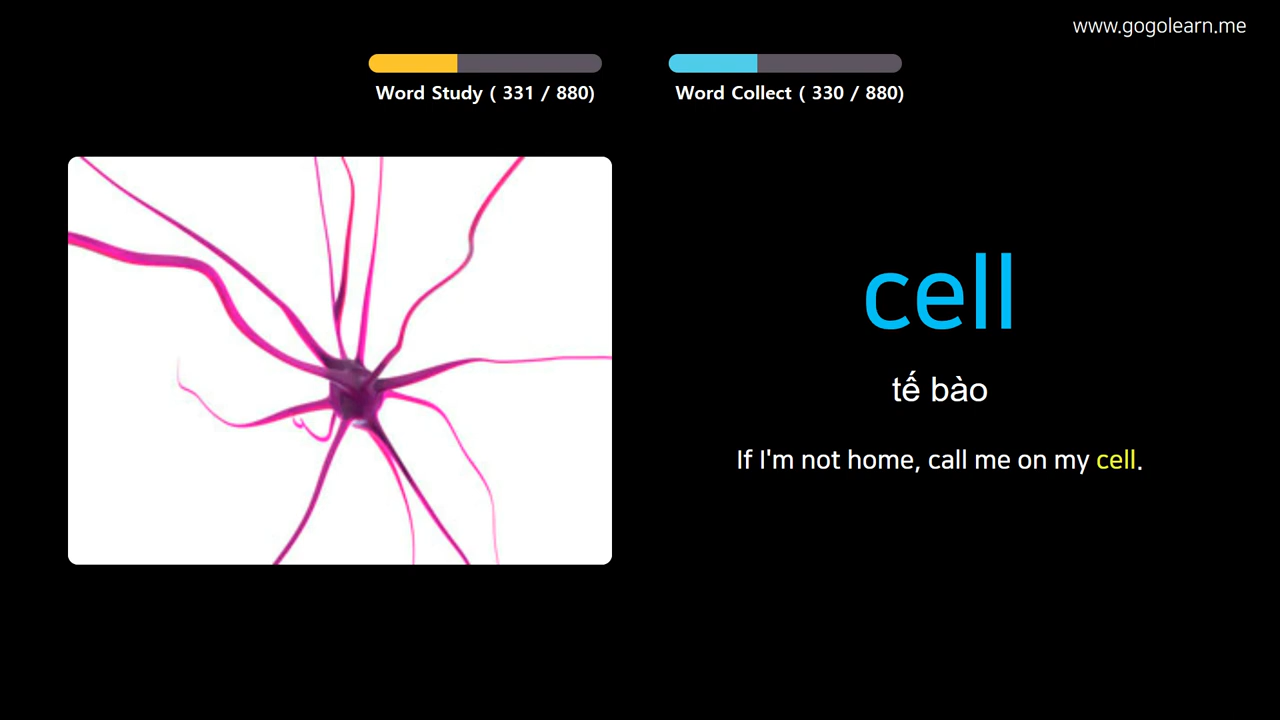 www.gogolearn.me
Word Study ( 331 / 880)
Word Collect ( 330 / 880)
cell
tế bào
If I'm not home, call me on my cell.